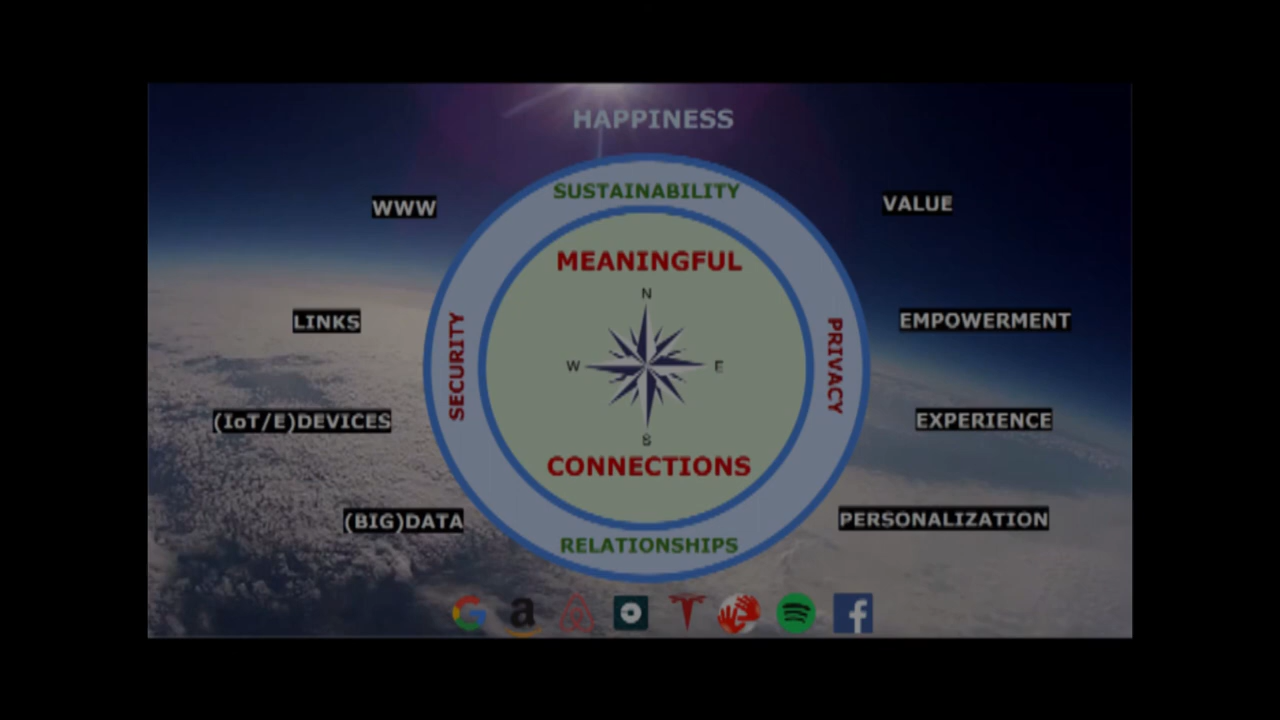 HAPPINESS
SUSTAINABILITY
WWW
VALUE
MEANINGFUL
N
LINKS
EMPOWERMENT
SECURITY
W
E
PRIVACY
(IoT/E)DEVICES
EXPERIENCE
S
CONNECTIONS
(BIG)DATA
PERSONALIZATION
RELATIONSHIPS